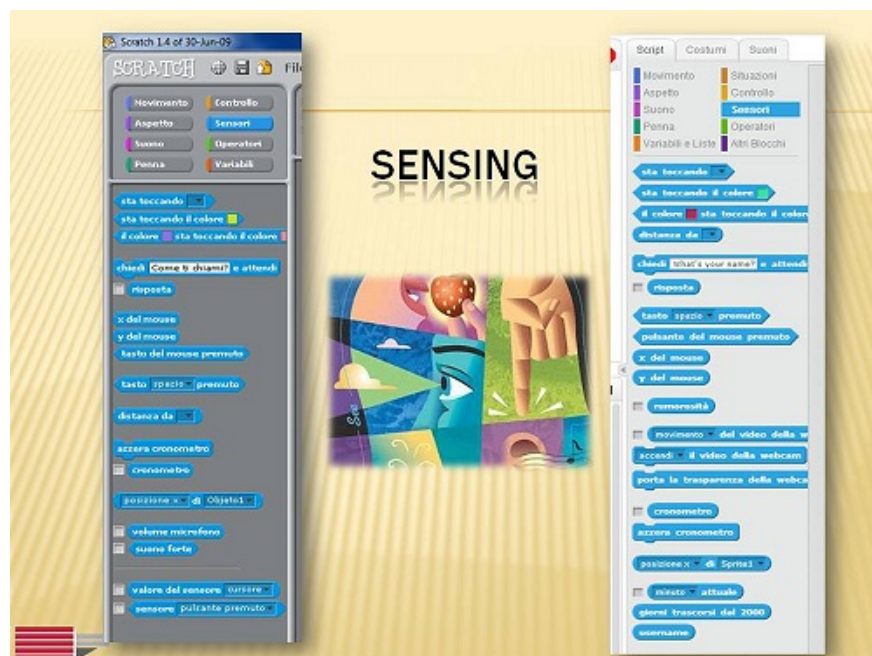 Scratch 1.4 of 30-Jun-09
SCRATCH File
Movimento Controllo
Aspetto Sensori
Suono Operatori
Penna Variabili
sta toccando
sta toccando il colore
il colore sta toccando il colore
chiedi Come ti chiami? e attendi
risposta
x del mouse
y del mouse
tasto del mouse premuto
tasto spazio premuto
distanza da
azzera cronometro
cronometro
posizione x di Objeto1
volume microfono
suono forte
valore del sensore cursore
sensore pulsante premuto
SENSING
See
Script Costumi Suoni
Movimento Situazioni
Aspetto Controllo
Suono Sensori
Penna Operatori
Variabili e Liste Altri Blocchi
sta toccando
sta toccando il colore
il colore sta toccando il color
distanza da
chiedi What's your name? e attendi
risposta
tasto spazio premuto
pulsante del mouse premuto
x del mouse
y del mouse
rumorosità
movimento del video della w
accendi il video della webcam
porta la trasparenza della webca
cronometro
azzera cronometro
posizione x di Sprite1
minuto attuale
giorni trascorsi dal 2000
username